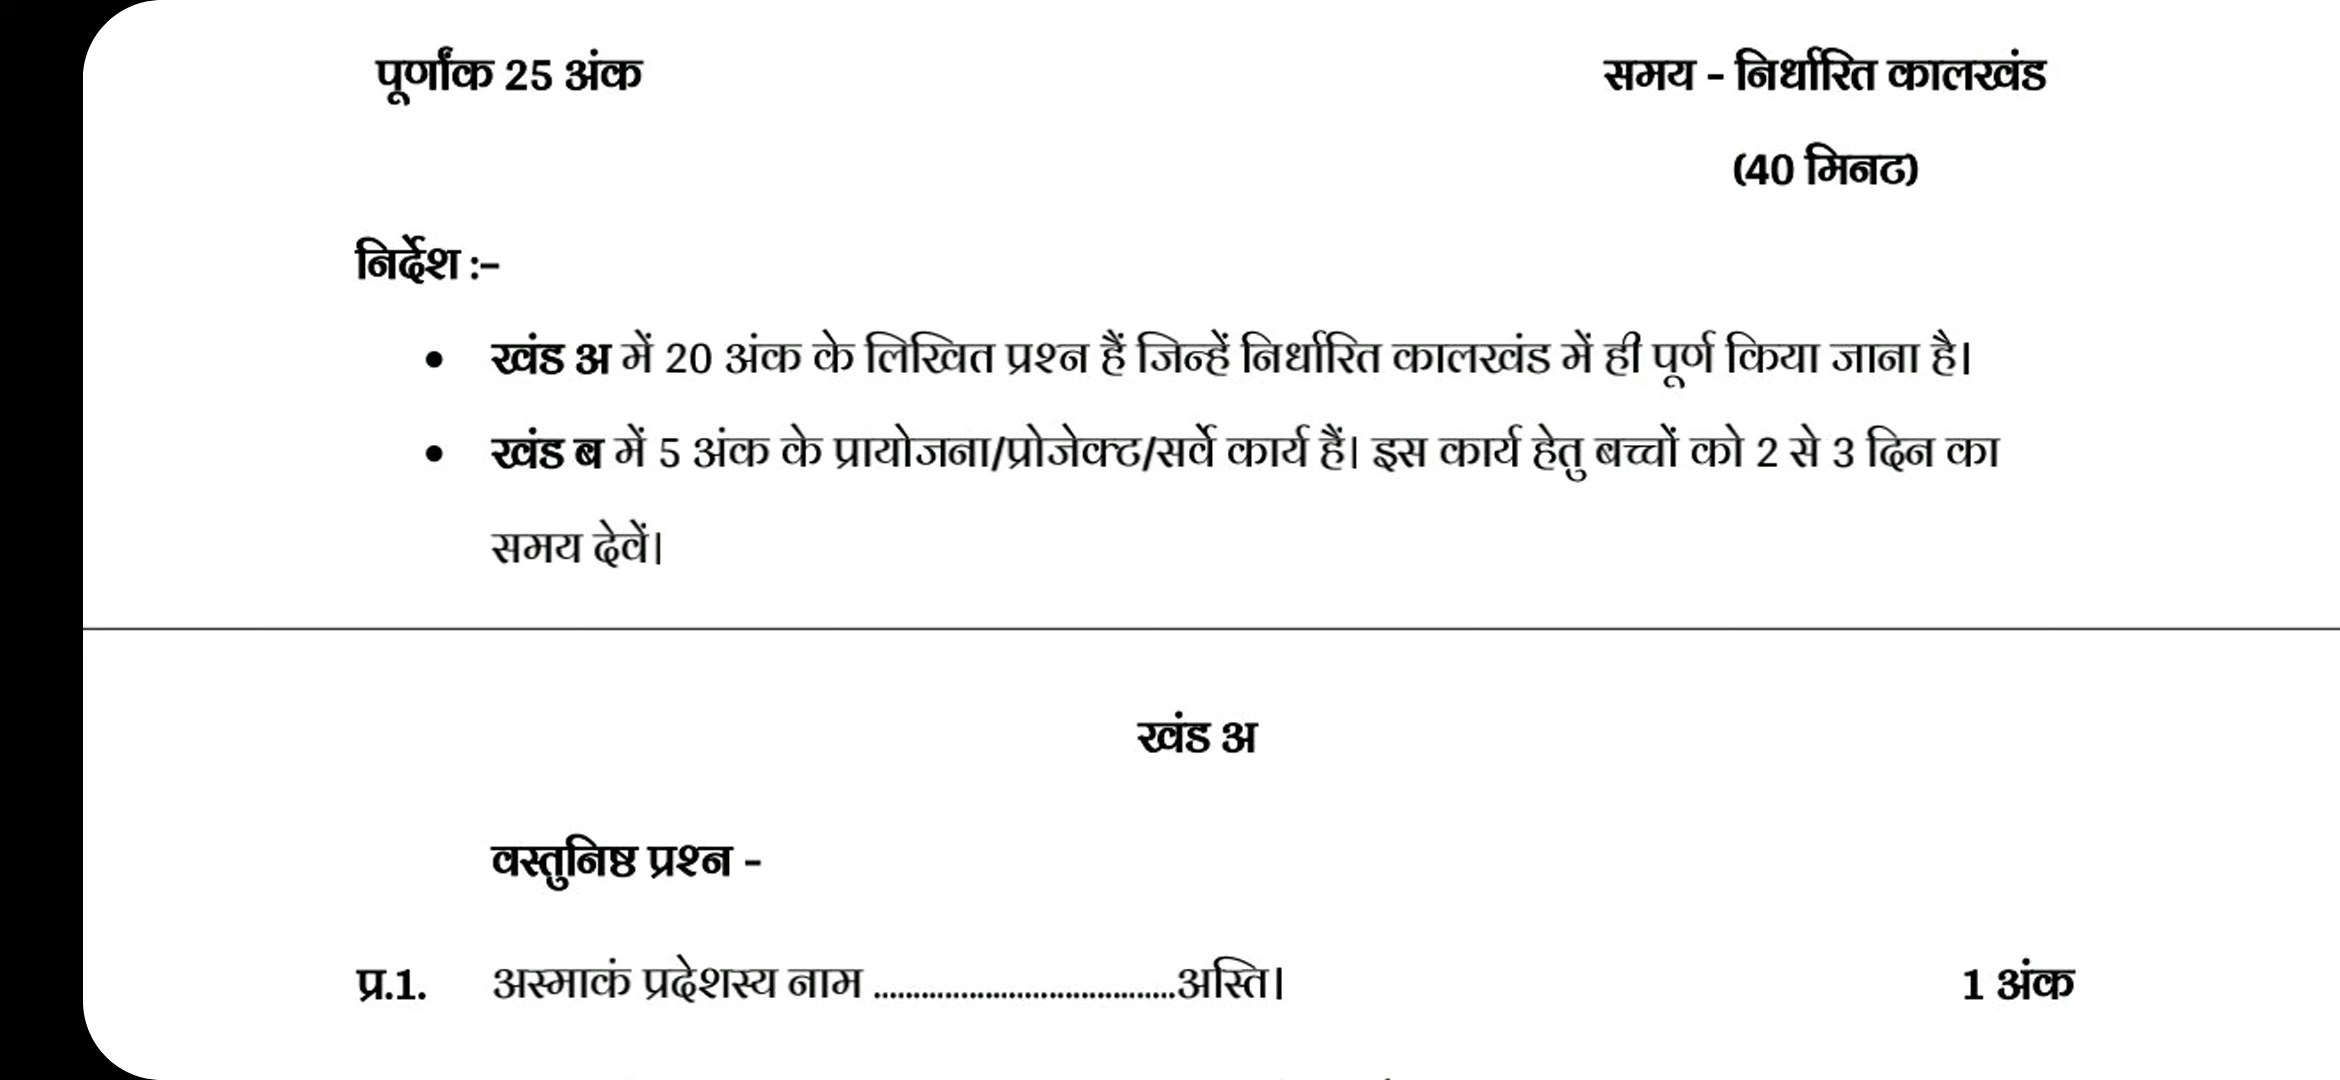 पूर्णांक 25 अंक समय - निर्धारित कालखंड
(40 मिनट)
निर्देश :-
• खंड अ में 20 अंक के लिखित प्रश्न हैं जिन्हें निर्धारित कालखंड में ही पूर्ण किया जाना है।
• खंड ब में 5 अंक के प्रायोजना/प्रोजेक्ट/सर्वे कार्य हैं। इस कार्य हेतु बच्चों को 2 से 3 दिन का
समय देवें।
खंड अ
वस्तुनिष्ठ प्रश्न -
प्र.1. अस्माकं प्रदेशस्य नाम ....................................अस्ति। 1 अंक